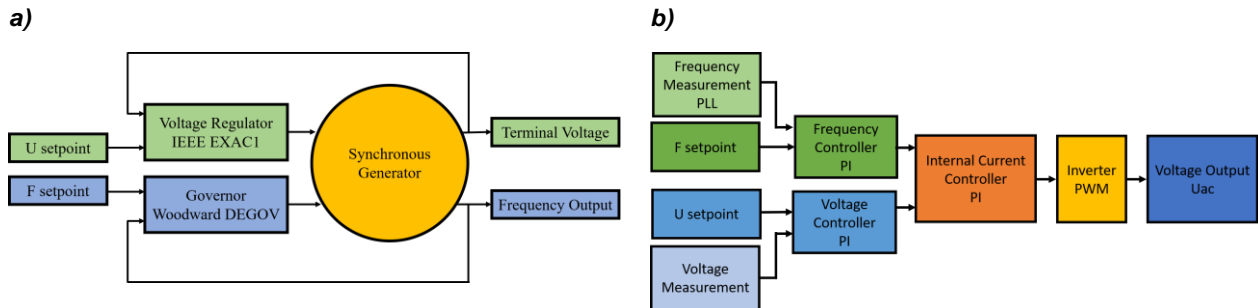 a)
U setpoint
F setpoint
Voltage Regulator
IEEE EXAC1
Governor
Woodward DEGOV
Synchronous
Generator
Terminal Voltage
Frequency Output
b)
Frequency
Measurement
PLL
F setpoint
U setpoint
Voltage
Measurement
Frequency
Controller
PI
Voltage
Controller
PI
Internal Current
Controller
PI
Inverter
PWM
Voltage Output
Uac